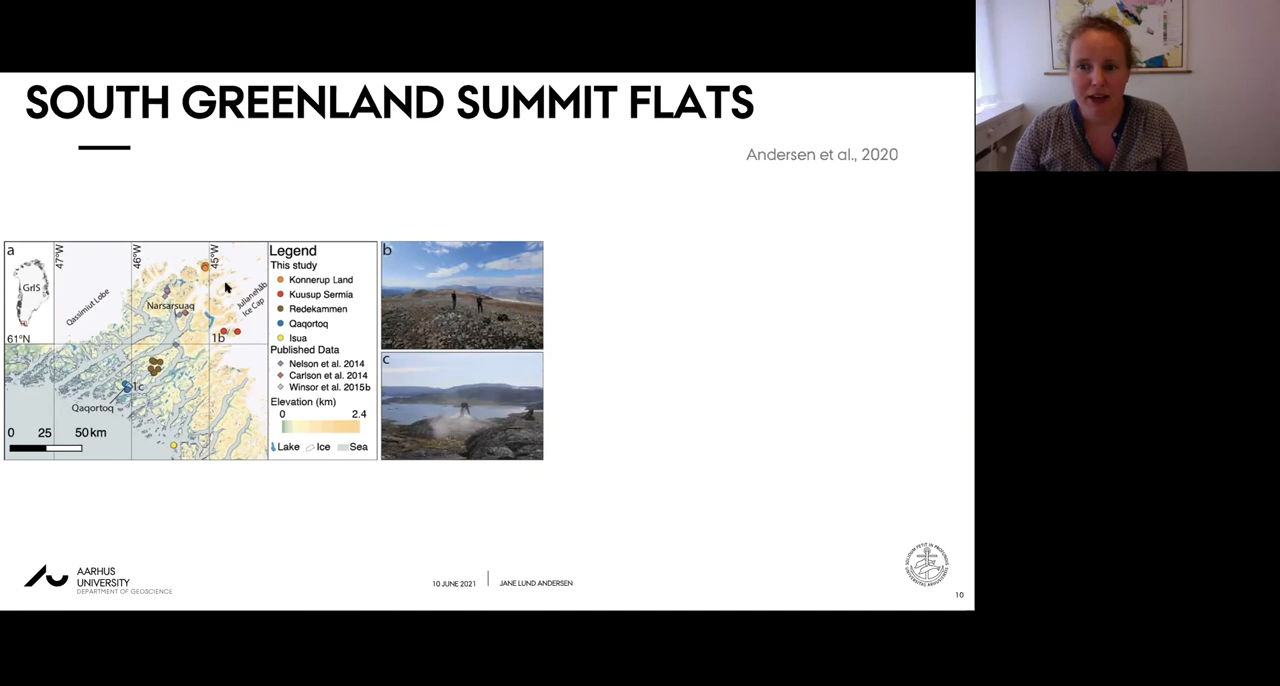 SOUTH GREENLAND SUMMIT FLATS
Andersen et al., 2020
a
GrIS
47°W
46°W
45°W
Qassimiut Lobe
Narsarsuaq
Julianehåb
Ice Cap
61°N
1b
1c
Qaqortoq
0 25 50 km
Legend
This study
Konnerup Land
Kuusup Sermia
Redekammen
Qaqortoq
Isua
Published Data
Nelson et al. 2014
Carlson et al. 2014
Winsor et al. 2015b
Elevation (km)
0 2.4
Lake Ice Sea
b
c
AARHUS
UNIVERSITY
DEPARTMENT OF GEOSCIENCE
10 JUNE 2021
JANE LUND ANDERSEN
10